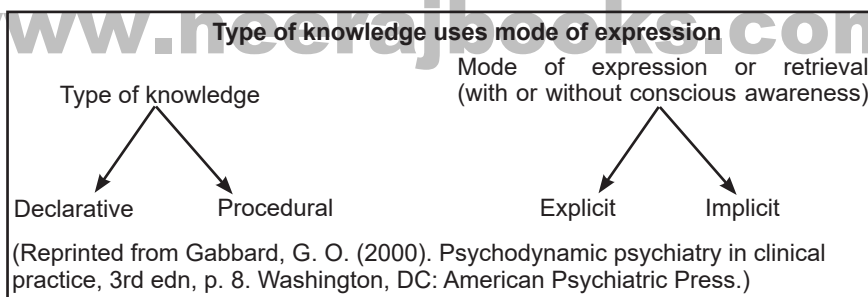 www.neerajbooks.com
Type of knowledge uses mode of expression
Mode of expression or retrieval
(with or without conscious awareness)
Type of knowledge
Declarative
Procedural
Explicit
Implicit
(Reprinted from Gabbard, G. O. (2000). Psychodynamic psychiatry in clinical
practice, 3rd edn, p. 8. Washington, DC: American Psychiatric Press.)